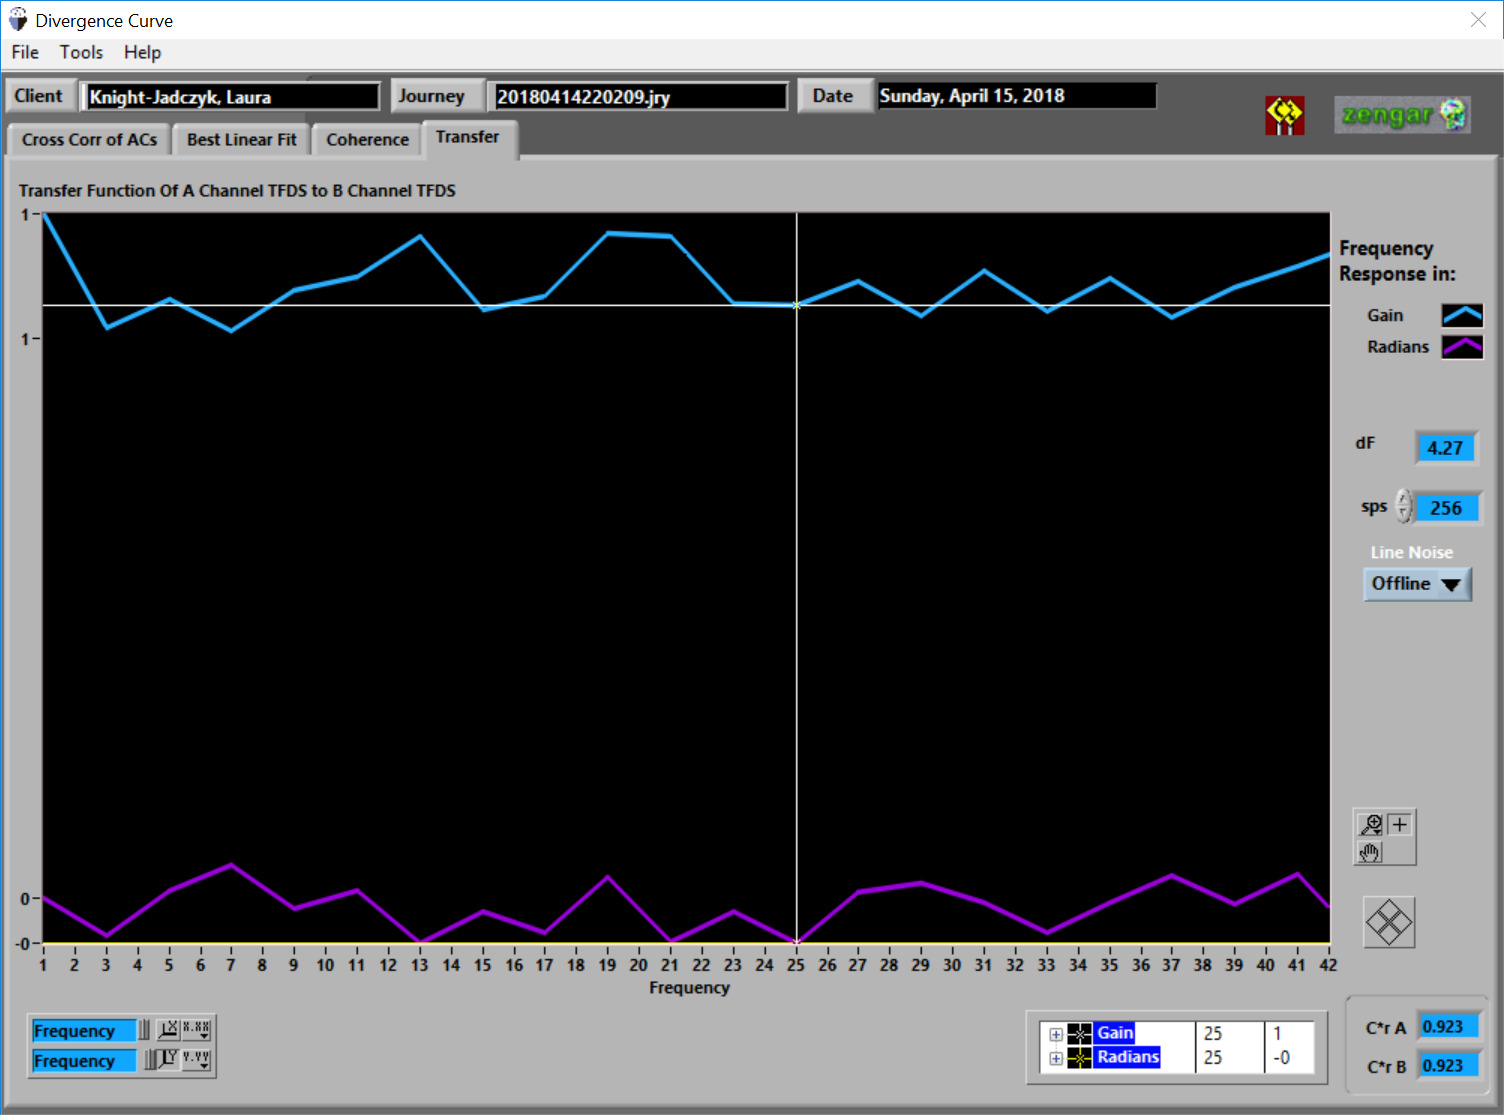 Divergence Curve
File Tools Help
Client Knight-Jadczyk, Laura Journey 20180414220209.jry Date Sunday, April 15, 2018
zengar
Cross Corr of ACs Best Linear Fit Coherence Transfer
Transfer Function Of A Channel TFDS to B Channel TFDS
1
1
0
-0
1 2 3 4 5 6 7 8 9 10 11 12 13 14 15 16 17 18 19 20 21 22 23 24 25 26 27 28 29 30 31 32 33 34 35 36 37 38 39 40 41 42
Frequency
Frequency
Response in:
Gain
Radians
dF 4.27
sps 256
Line Noise
Offline
Frequency X X.XX
Frequency Y Y.YY
Gain 25 1
Radians 25 -0
C*r A 0.923
C*r B 0.923